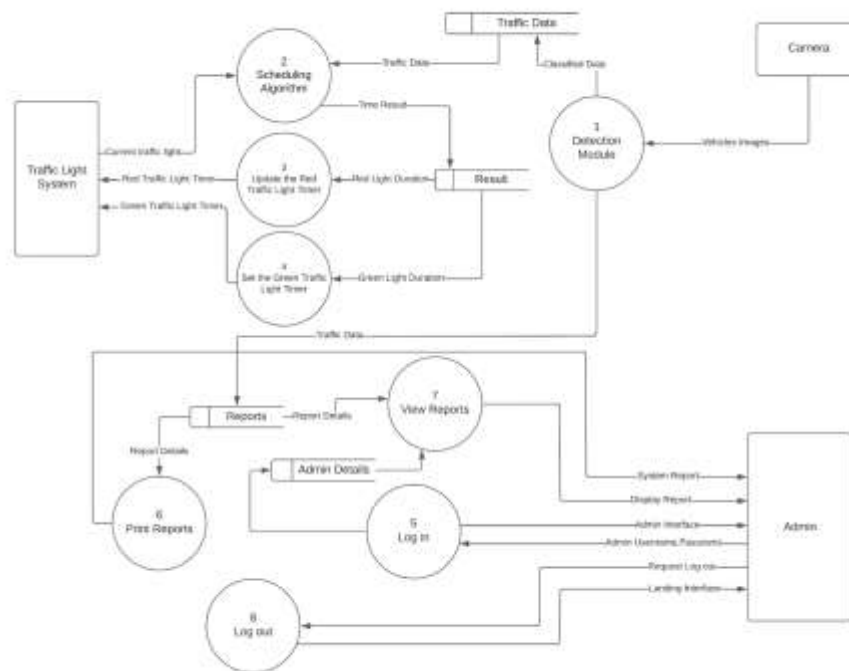 Traffic Data
Camera
2
Scheduling
Algorithm
Traffic Data
Classified Data
1
Detection
Module
Vehicles Images
Time Result
Current traffic light
Traffic Light
System
Red Traffic Light Timer
3
Update the Red
Traffic Light Timer
Red Light Duration
Result
Green Traffic Light Timer
4
Set the Green Traffic
Light Timer
Green Light Duration
Traffic Data
7
View Reports
Reports
Report Details
Report Details
Admin Details
System Report
Display Report
6
Print Reports
5
Log in
Admin Interface
Admin Username, Password
Admin
Request Log out
Landing Interface
8
Log out